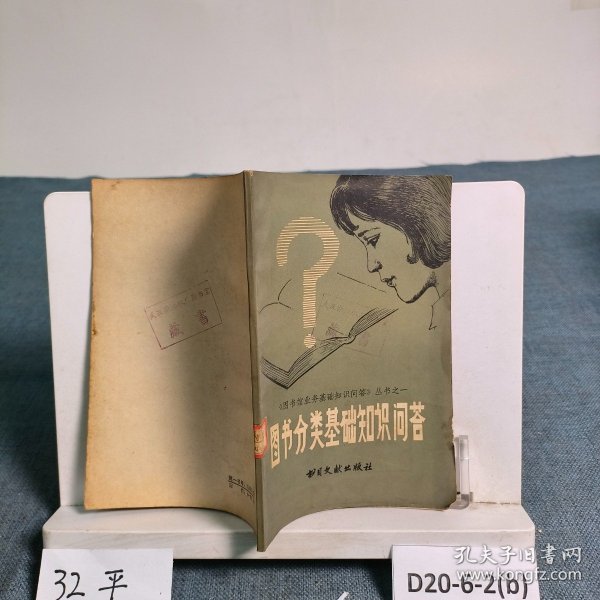 ?
《图书馆业务基础知识问答》丛书之一
图书分类基础知识问答
书目文献出版社
藏書
32平
D20-6-2(b)
孔夫子旧书网
www.kongfz.com